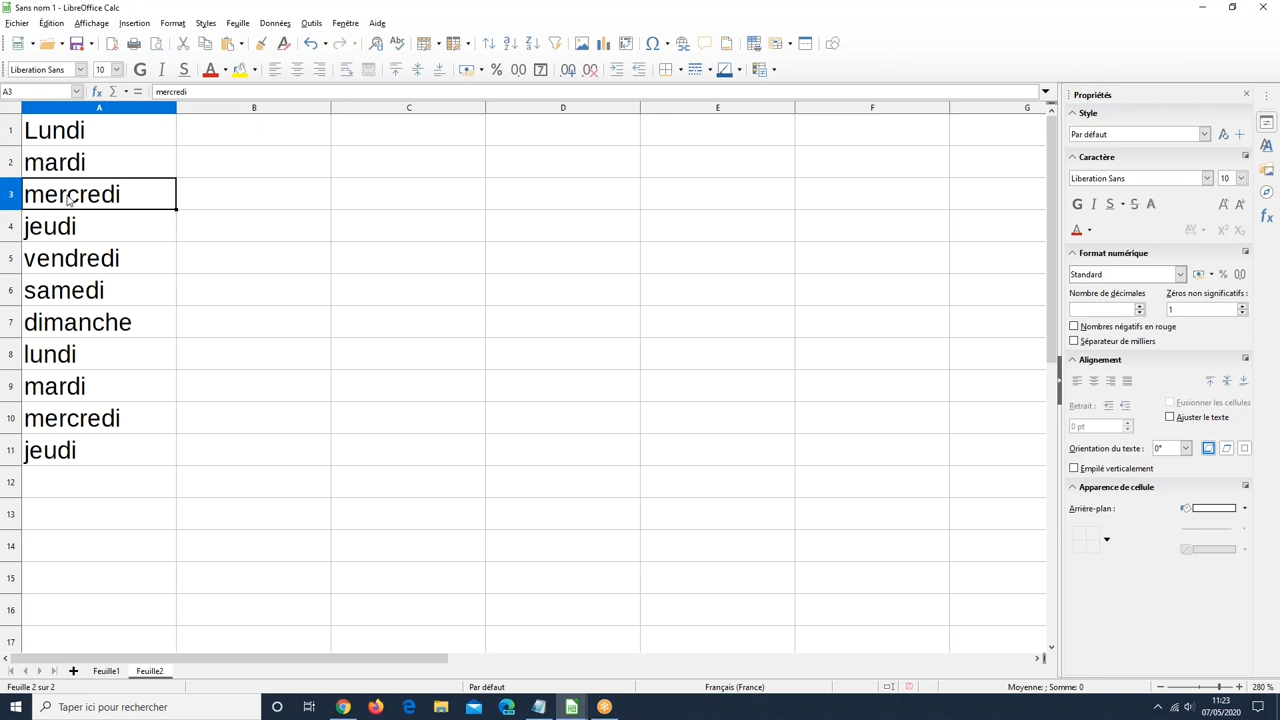 Sans nom 1 - LibreOffice Calc
Fichier Édition Affichage Insertion Format Styles Feuille Données Outils Fenêtre Aide
Liberation Sans 10 G I S
A3 mercredi
A B C D E F G
1 Lundi
2 mardi
3 mercredi
4 jeudi
5 vendredi
6 samedi
7 dimanche
8 lundi
9 mardi
10 mercredi
11 jeudi
12
13
14
15
16
17
Propriétés
Style
Par défaut
Caractère
Liberation Sans 10
G I S S A
Format numérique
Standard
Nombre de décimales Zéros non significatifs :
1
Nombres négatifs en rouge
Séparateur de milliers
Alignement
Fusionner les cellules
Retrait : Ajuster le texte
0 pt
Orientation du texte : 0°
Empilé verticalement
Apparence de cellule
Arrière-plan :
Feuille1 Feuille2
Feuille 2 sur 2 Par défaut Français (France) Moyenne: ; Somme: 0 280 %
Taper ici pour rechercher
11:23
07/05/2020